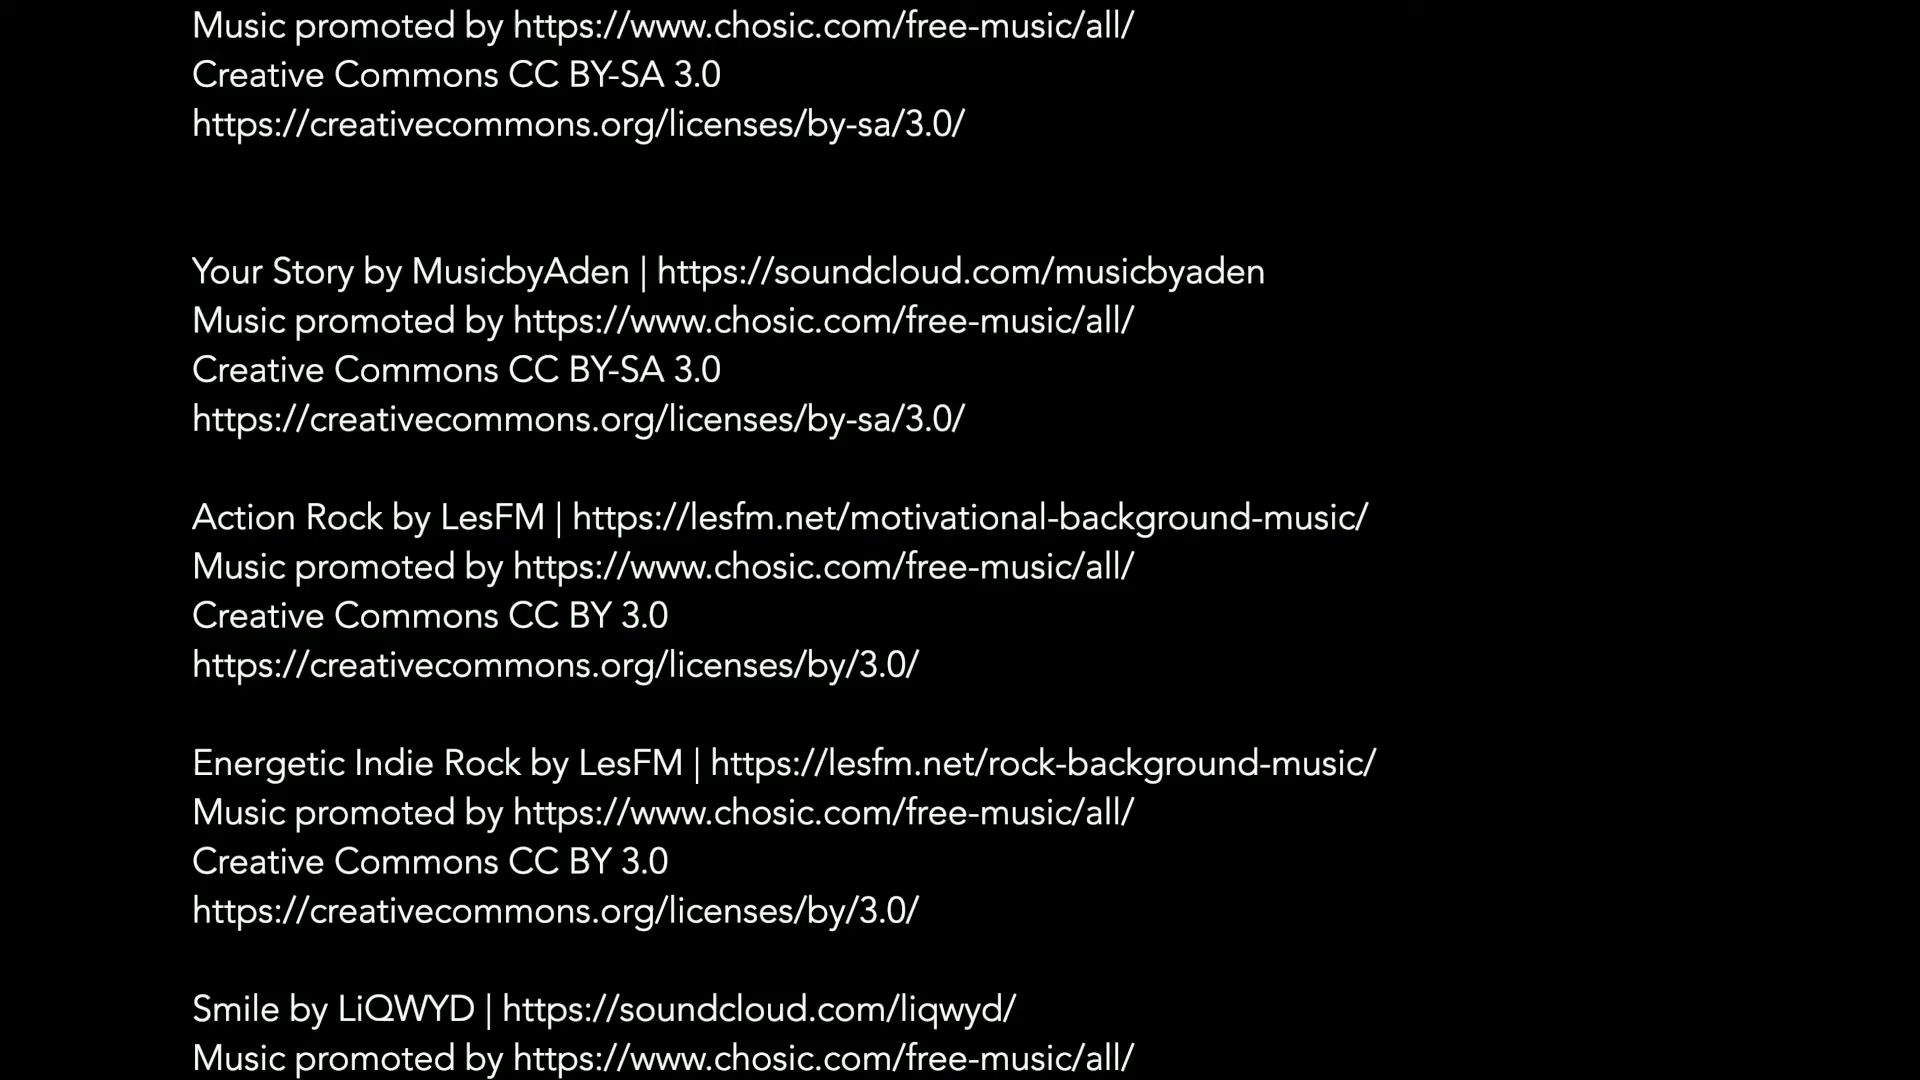 Music promoted by https://www.chosic.com/free-music/all/
Creative Commons CC BY-SA 3.0
https://creativecommons.org/licenses/by-sa/3.0/
Your Story by MusicbyAden | https://soundcloud.com/musicbyaden
Music promoted by https://www.chosic.com/free-music/all/
Creative Commons CC BY-SA 3.0
https://creativecommons.org/licenses/by-sa/3.0/
Action Rock by LesFM | https://lesfm.net/motivational-background-music/
Music promoted by https://www.chosic.com/free-music/all/
Creative Commons CC BY 3.0
https://creativecommons.org/licenses/by/3.0/
Energetic Indie Rock by LesFM | https://lesfm.net/rock-background-music/
Music promoted by https://www.chosic.com/free-music/all/
Creative Commons CC BY 3.0
https://creativecommons.org/licenses/by/3.0/
Smile by LiQWYD | https://soundcloud.com/liqwyd/
Music promoted by https://www.chosic.com/free-music/all/